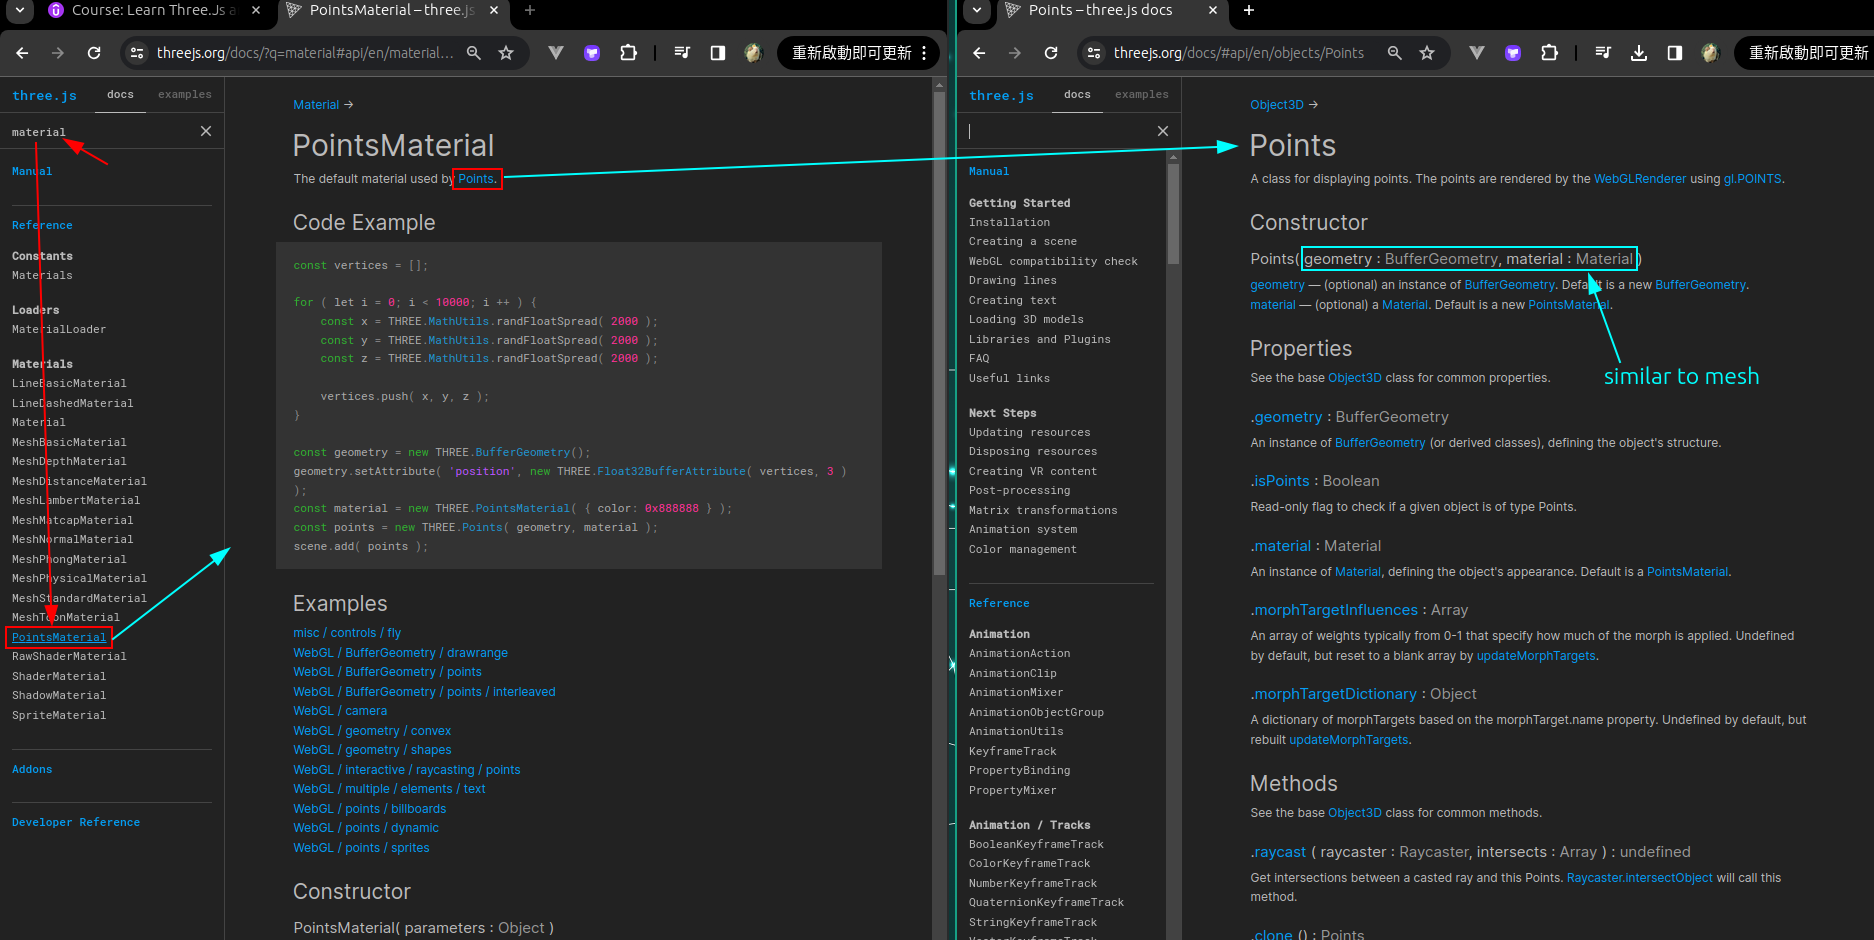 Course: Learn Three.Js a
PointsMaterial – three.js
threejs.org/docs/?q=material#api/en/material...
重新啟動即可更新
three.js
docs
examples
material
Manual
Reference
Constants
Materials
Loaders
MaterialLoader
Materials
LineBasicMaterial
LineDashedMaterial
Material
MeshBasicMaterial
MeshDepthMaterial
MeshDistanceMaterial
MeshLambertMaterial
MeshMatcapMaterial
MeshNormalMaterial
MeshPhongMaterial
MeshPhysicalMaterial
MeshStandardMaterial
MeshToonMaterial
PointsMaterial
RawShaderMaterial
ShaderMaterial
ShadowMaterial
SpriteMaterial
Addons
Developer Reference
Material →
PointsMaterial
The default material used by Points.
Code Example
const vertices = [];
for ( let i = 0; i < 10000; i ++ ) {
const x = THREE.MathUtils.randFloatSpread( 2000 );
const y = THREE.MathUtils.randFloatSpread( 2000 );
const z = THREE.MathUtils.randFloatSpread( 2000 );
vertices.push( x, y, z );
}
const geometry = new THREE.BufferGeometry();
geometry.setAttribute( 'position', new THREE.Float32BufferAttribute( vertices, 3 )
);
const material = new THREE.PointsMaterial( { color: 0x888888 } );
const points = new THREE.Points( geometry, material );
scene.add( points );
Examples
misc / controls / fly
WebGL / BufferGeometry / drawrange
WebGL / BufferGeometry / points
WebGL / BufferGeometry / points / interleaved
WebGL / camera
WebGL / geometry / convex
WebGL / geometry / shapes
WebGL / interactive / raycasting / points
WebGL / multiple / elements / text
WebGL / points / billboards
WebGL / points / dynamic
WebGL / points / sprites
Constructor
PointsMaterial( parameters : Object )
Points – three.js docs
threejs.org/docs/#api/en/objects/Points
重新啟動即可更新
three.js
docs
examples
Manual
Getting Started
Installation
Creating a scene
WebGL compatibility check
Drawing lines
Creating text
Loading 3D models
Libraries and Plugins
FAQ
Useful links
Next Steps
Updating resources
Disposing resources
Creating VR content
Post-processing
Matrix transformations
Animation system
Color management
Reference
Animation
AnimationAction
AnimationClip
AnimationMixer
AnimationObjectGroup
AnimationUtils
KeyframeTrack
PropertyBinding
PropertyMixer
Animation / Tracks
BooleanKeyframeTrack
ColorKeyframeTrack
NumberKeyframeTrack
QuaternionKeyframeTrack
StringKeyframeTrack
VectorKeyframeTrack
Object3D →
Points
A class for displaying points. The points are rendered by the WebGLRenderer using gl.POINTS.
Constructor
Points( geometry : BufferGeometry, material : Material )
geometry — (optional) an instance of BufferGeometry. Default is a new BufferGeometry.
material — (optional) a Material. Default is a new PointsMaterial.
Properties
similar to mesh
See the base Object3D class for common properties.
.geometry : BufferGeometry
An instance of BufferGeometry (or derived classes), defining the object's structure.
.isPoints : Boolean
Read-only flag to check if a given object is of type Points.
.material : Material
An instance of Material, defining the object's appearance. Default is a PointsMaterial.
.morphTargetInfluences : Array
An array of weights typically from 0-1 that specify how much of the morph is applied. Undefined
by default, but reset to a blank array by updateMorphTargets.
.morphTargetDictionary : Object
A dictionary of morphTargets based on the morphTarget.name property. Undefined by default, but
rebuilt updateMorphTargets.
Methods
See the base Object3D class for common methods.
.raycast ( raycaster : Raycaster, intersects : Array ) : undefined
Get intersections between a casted ray and this Points. Raycaster.intersectObject will call this
method.
.clone () : Points